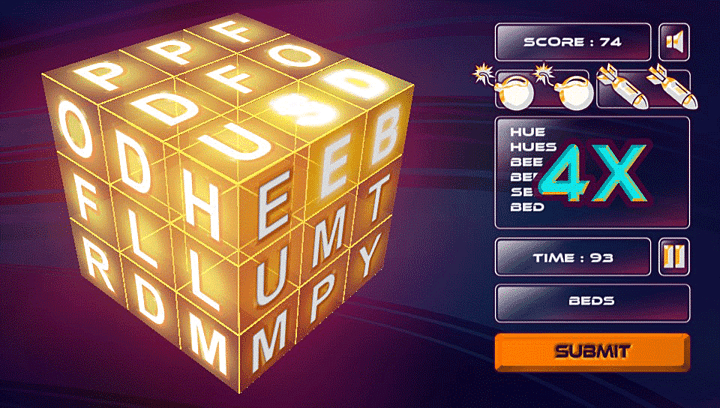 P P F
D F O
U S D
O D H
F L L
R D M
E E B
U M T
M P Y
SCORE : 74
HUE
HUES
BEE
BED
4X
TIME : 93
BEDS
SUBMIT